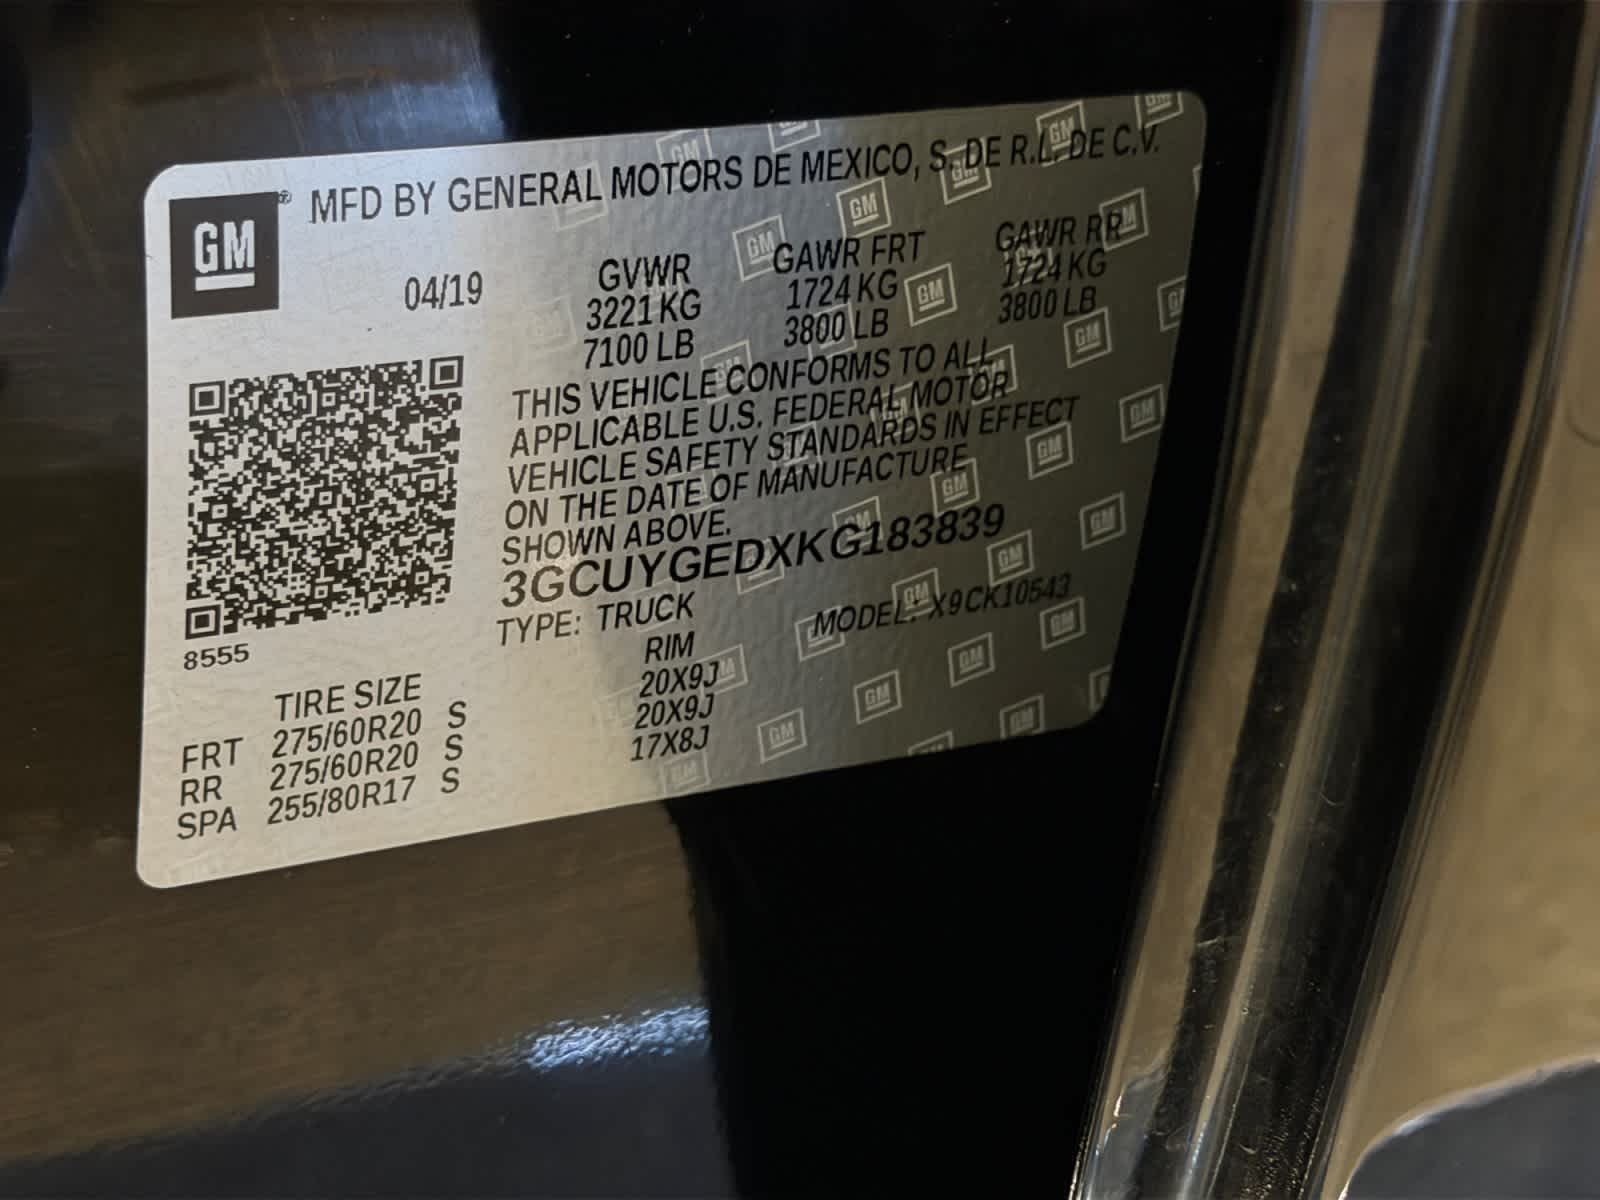 GM ® MFD BY GENERAL MOTORS DE MEXICO, S. DE R.L. DE C.V.
04/19
GVWR GAWR FRT GAWR RR
3221 KG 1724 KG 1724 KG
7100 LB 3800 LB 3800 LB
THIS VEHICLE CONFORMS TO ALL
APPLICABLE U.S. FEDERAL MOTOR
VEHICLE SAFETY STANDARDS IN EFFECT
ON THE DATE OF MANUFACTURE
SHOWN ABOVE.
3GCUYGEDXKG183839
TYPE: TRUCK MODEL: X9CK10543
8555
TIRE SIZE RIM
FRT 275/60R20 S 20X9J
RR 275/60R20 S 20X9J
SPA 255/80R17 S 17X8J